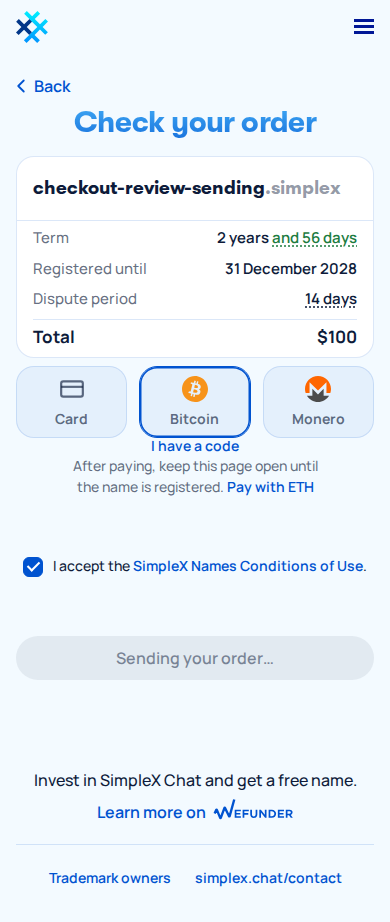 Back
Check your order
checkout-review-sending.simplex
Term 2 years and 56 days
Registered until 31 December 2028
Dispute period 14 days
Total $100
Card Bitcoin Monero
I have a code
After paying, keep this page open until
the name is registered. Pay with ETH
I accept the SimpleX Names Conditions of Use.
Sending your order…
Invest in SimpleX Chat and get a free name.
Learn more on WEFUNDER
Trademark owners simplex.chat/contact